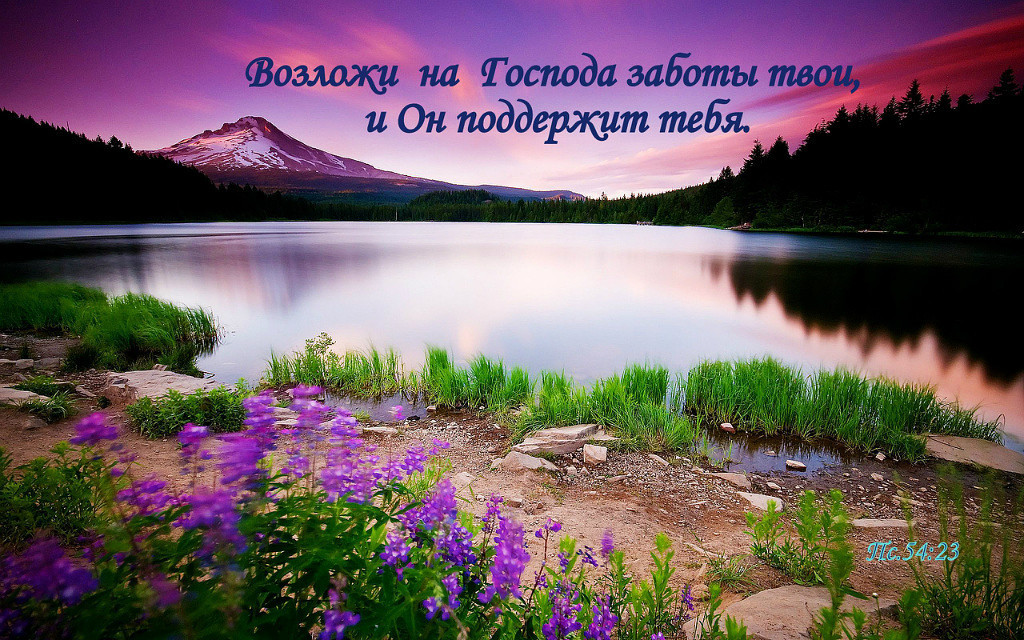 Возложи на Господа заботы твои,
и Он поддержит тебя.
Пс.54:23